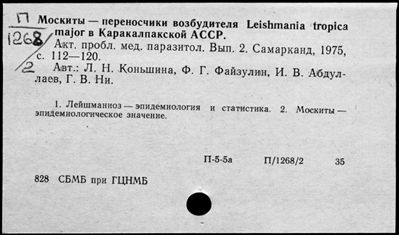 П
1268/2
Москиты — переносчики возбудителя Leishmania tropica
major в Каракалпакской АССР.
Акт. пробл. мед. паразитол. Вып. 2. Самарканд, 1975,
с. 112—120.
Авт.: Л. Н. Коньшина, Ф. Г. Файзулин, И. В. Абдул-
лаев, Г. В. Ни.
1. Лейшманиоз — эпидемиология и статистика. 2. Москиты —
эпидемиологическое значение.
П-5-5а П/1268/2 35
828 СБМБ при ГЦНМБ